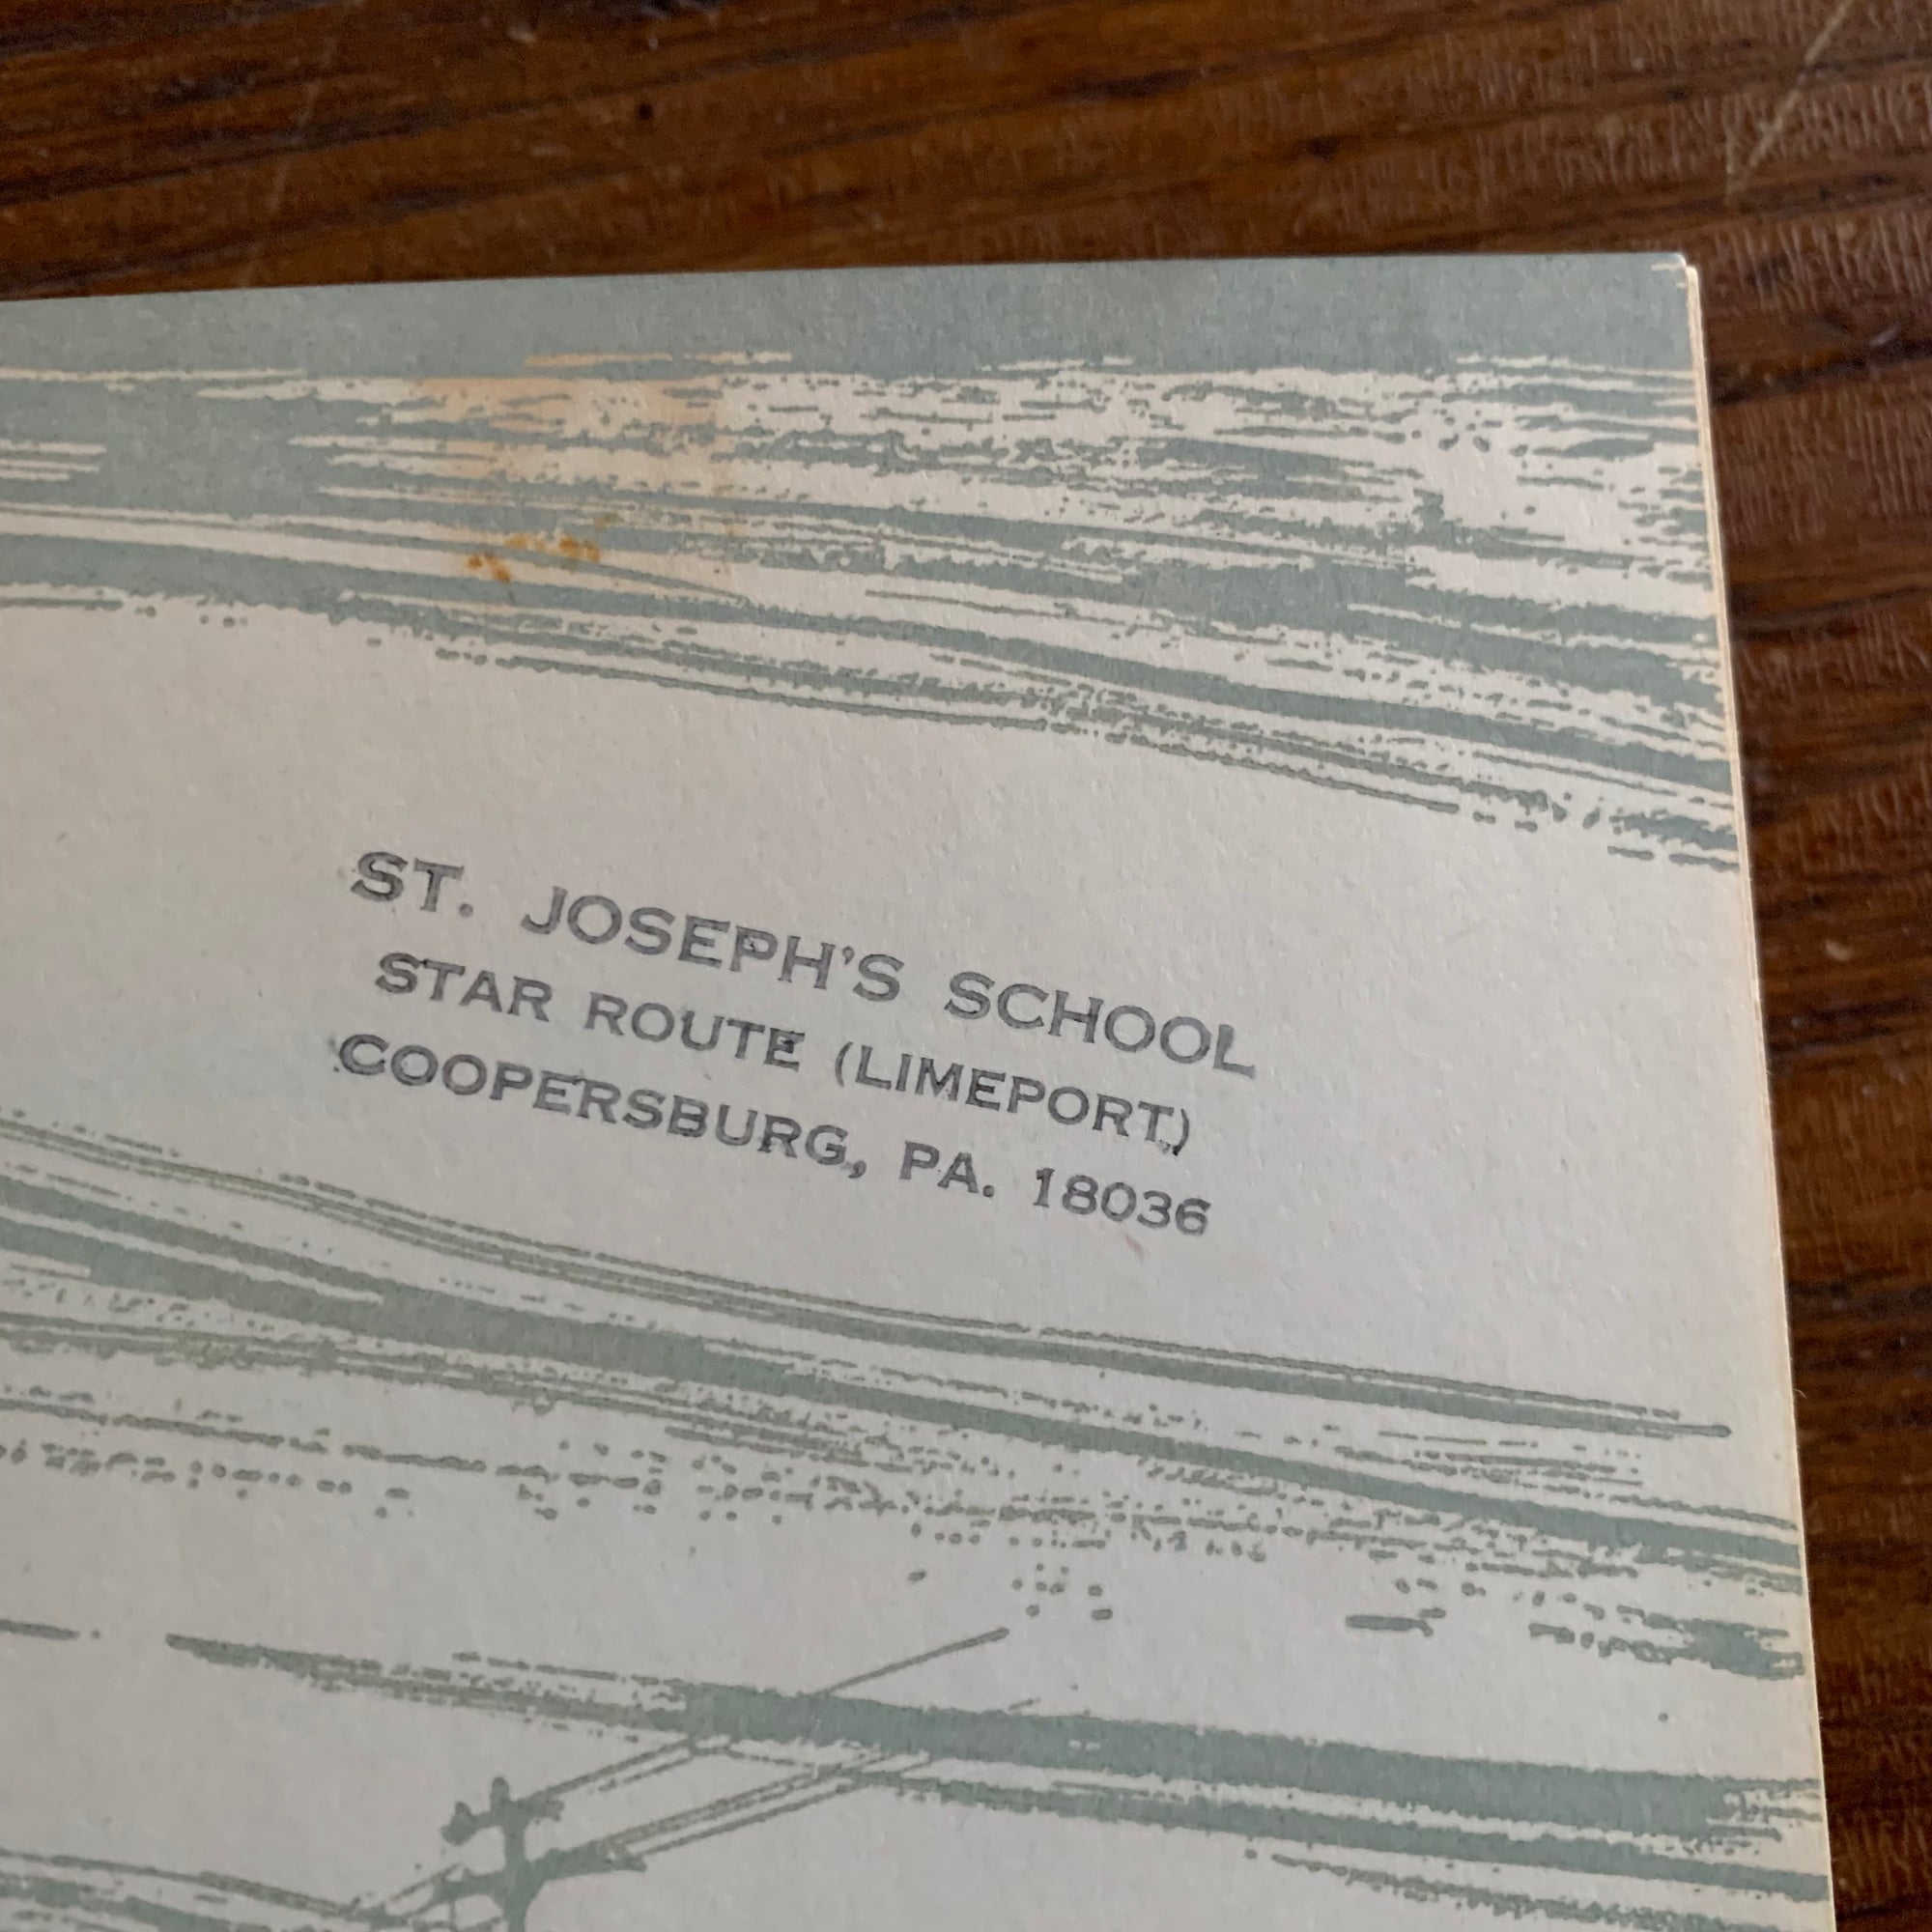 ST. JOSEPH'S SCHOOL
STAR ROUTE (LIMEPORT)
COOPERSBURG, PA. 18036